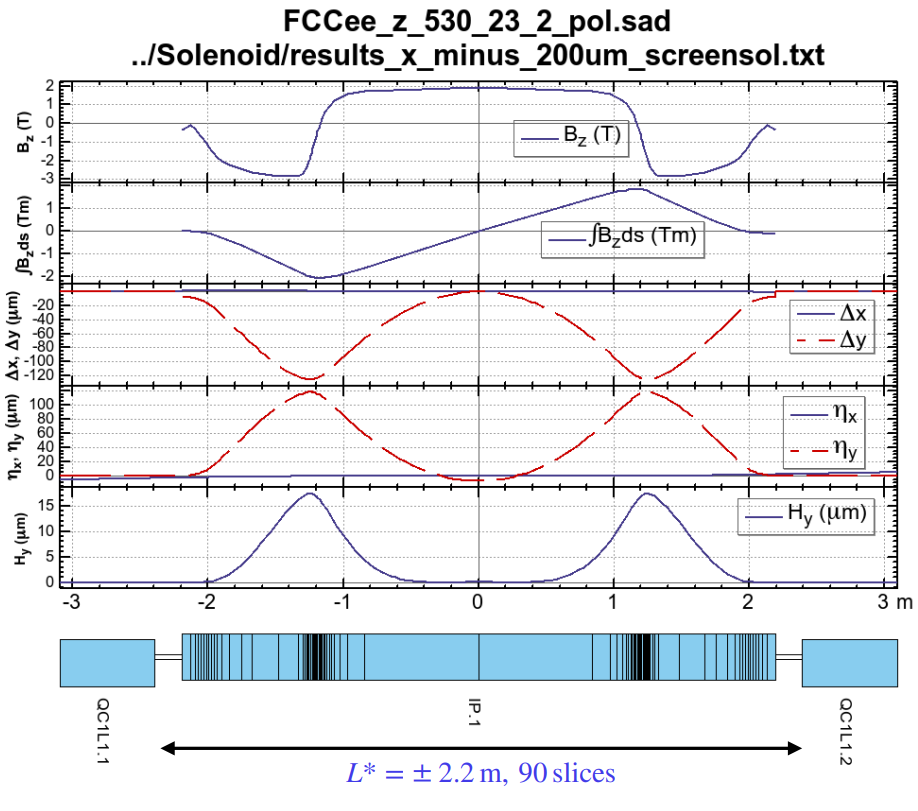 FCCee_z_530_23_2_pol.sad
../Solenoid/results_x_minus_200um_screensol.txt
B_z (T)
2
1
0
-1
-2
-3
B_z (T)
∫B_zds (Tm)
1
0
-1
-2
∫B_zds (Tm)
Δx, Δy (μm)
-20
-40
-60
-80
-100
-120
Δx
Δy
η_x, η_y (μm)
100
80
60
40
20
0
η_x
η_y
H_y (μm)
15
10
5
0
H_y (μm)
-3 -2 -1 0 1 2 3 m
QC1L1.1
IP.1
QC1L1.2
L* = ± 2.2 m, 90 slices